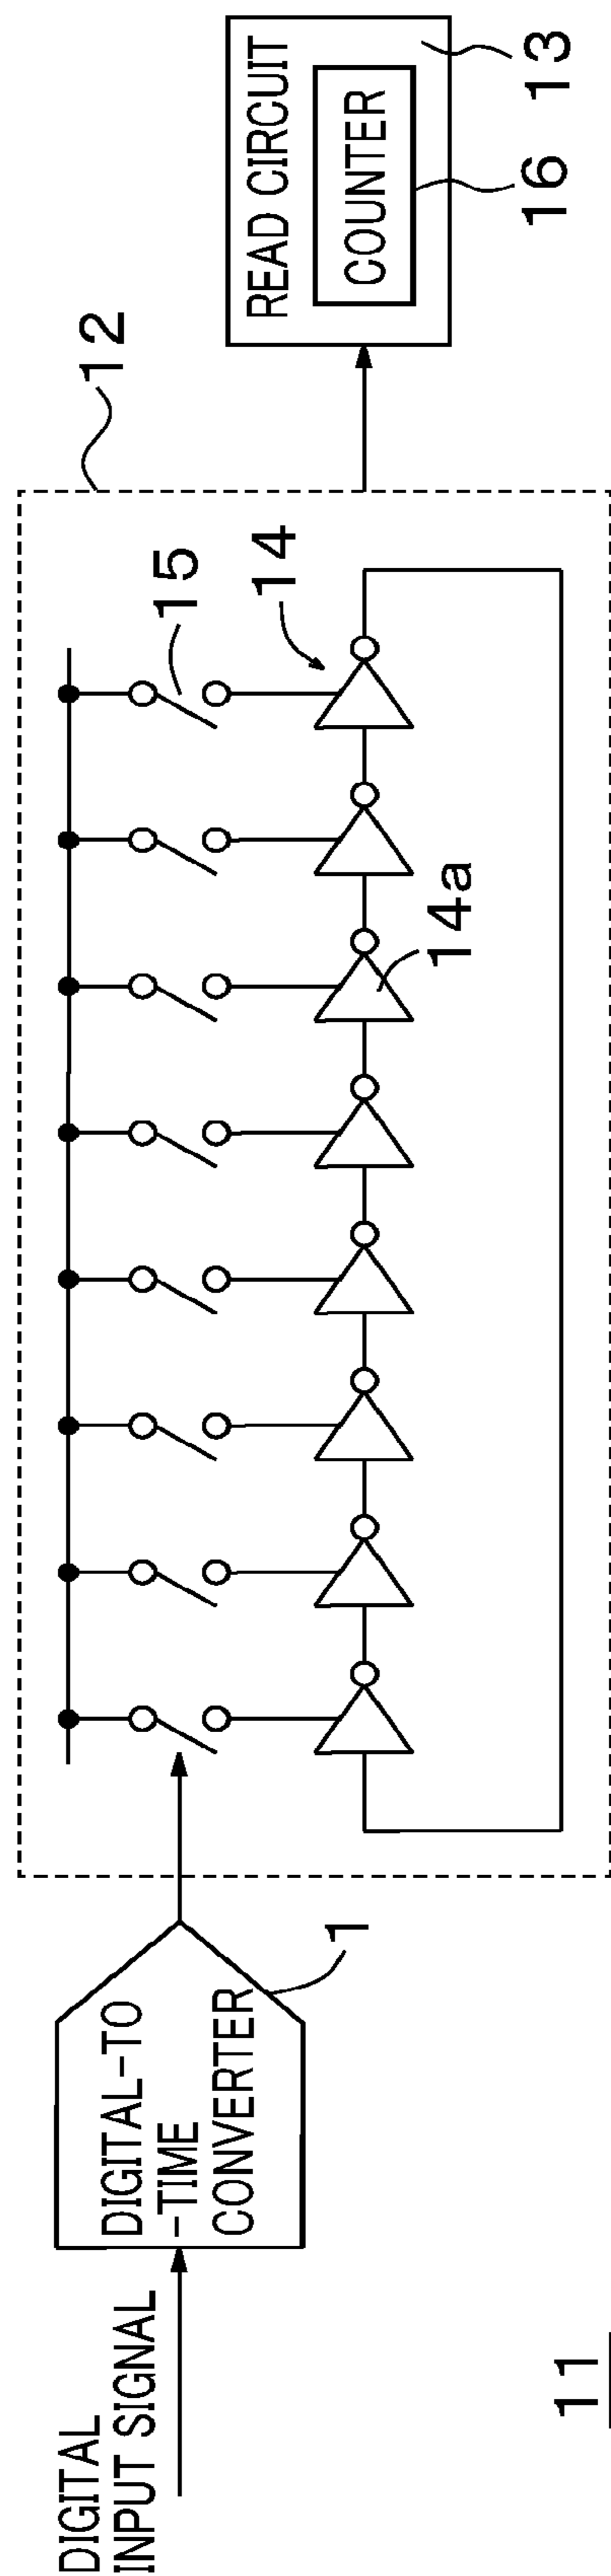 DIGITAL
INPUT SIGNAL
DIGITAL-TO
-TIME
CONVERTER
1
12
15
14
14a
READ CIRCUIT
COUNTER
13
16
11